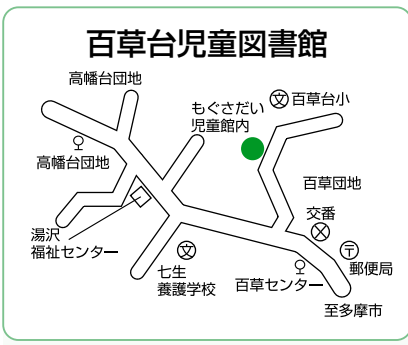 百草台児童図書館
高幡台団地
もぐさだい
児童館内
文 百草台小
高幡台団地
百草団地
交番
湯沢
福祉センター
文
七生
養護学校
百草センター
〒
郵便局
至多摩市